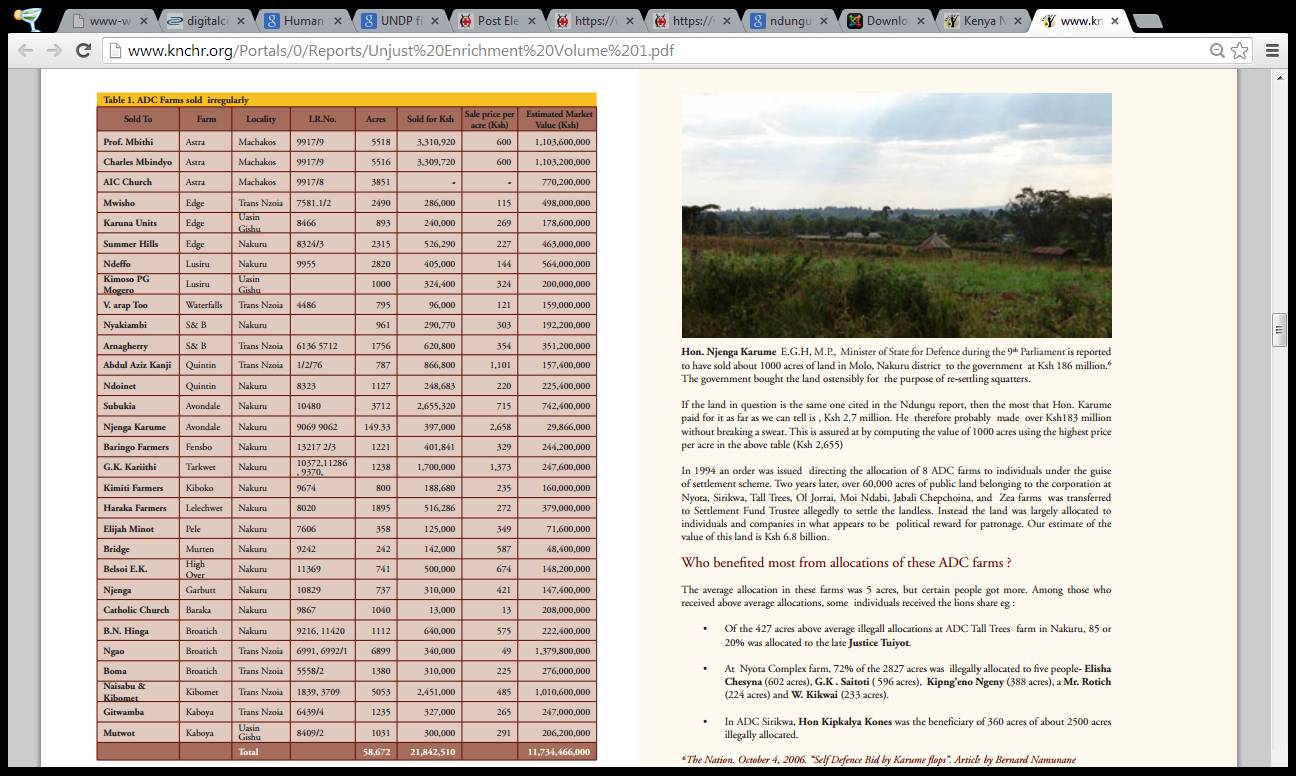 www-w
digitalc
Human
UNDP fi
Post Ele
https://
https://
ndungu
Downlo
Kenya N
www.kn
www.knchr.org/Portals/0/Reports/Unjust%20Enrichment%20Volume%201.pdf
Table 1. ADC Farms sold irregularly
Sold To Farm Locality I.R.No. Acres Sold for Ksh Sale price per acre (Ksh) Estimated Market Value (Ksh)
Prof. Mbithi Astra Machakos 9917/9 5518 3,310,920 600 1,103,600,000
Charles Mbindyo Astra Machakos 9917/9 5516 3,309,720 600 1,103,200,000
AIC Church Astra Machakos 9917/8 3851 - - 770,200,000
Mwisho Edge Trans Nzoia 7581.1/2 2490 286,000 115 498,000,000
Karuna Units Edge Uasin Gishu 8466 893 240,000 269 178,600,000
Summer Hills Edge Nakuru 8324/3 2315 526,290 227 463,000,000
Ndeffo Lusiru Nakuru 9955 2820 405,000 144 564,000,000
Kimoso PG Mogero Lusiru Uasin Gishu 1000 324,400 324 200,000,000
V. arap Too Waterfalls Trans Nzoia 4486 795 96,000 121 159,000,000
Nyakiambi S& B Nakuru 961 290,770 303 192,200,000
Arnagherry S& B Trans Nzoia 6136 5712 1756 620,800 354 351,200,000
Abdul Aziz Kanji Quintin Trans Nzoia 1/2/76 787 866,800 1,101 157,400,000
Ndoinet Quintin Nakuru 8323 1127 248,683 220 225,400,000
Subukia Avondale Nakuru 10480 3712 2,655,320 715 742,400,000
Njenga Karume Avondale Nakuru 9069 9062 149.33 397,000 2,658 29,866,000
Baringo Farmers Fensbo Nakuru 13217 2/3 1221 401,841 329 244,200,000
G.K. Kariithi Tarkwet Nakuru 10372,11286 , 9370, 1238 1,700,000 1,373 247,600,000
Kimiti Farmers Kiboko Nakuru 9674 800 188,680 235 160,000,000
Haraka Farmers Lelechwet Nakuru 8020 1895 516,286 272 379,000,000
Elijah Minot Pele Nakuru 7606 358 125,000 349 71,600,000
Bridge Murten Nakuru 9242 242 142,000 587 48,400,000
Belsoi E.K. High Over Nakuru 11369 741 500,000 674 148,200,000
Njenga Garbutt Nakuru 10829 737 310,000 421 147,400,000
Catholic Church Baraka Nakuru 9867 1040 13,000 13 208,000,000
B.N. Hinga Broatich Nakuru 9216, 11420 1112 640,000 575 222,400,000
Ngao Broatich Trans Nzoia 6991, 6992/1 6899 340,000 49 1,379,800,000
Boma Broatich Trans Nzoia 5558/2 1380 310,000 225 276,000,000
Naisabu & Kibomet Kibomet Trans Nzoia 1839, 3709 5053 2,451,000 485 1,010,600,000
Gitwamba Kaboya Trans Nzoia 6439/4 1235 327,000 265 247,000,000
Mutwot Kaboya Uasin Gishu 8409/2 1031 300,000 291 206,200,000
Total 58,672 21,842,510 11,734,466,000
Hon. Njenga Karume E.G.H, M.P., Minister of State for Defence during the 9th Parliament is reported
to have sold about 1000 acres of land in Molo, Nakuru district to the government at Ksh 186 million.6
The government bought the land ostensibly for the purpose of re-settling squatters.
If the land in question is the same one cited in the Ndungu report, then the most that Hon. Karume
paid for it as far as we can tell is , Ksh 2.7 million. He therefore probably made over Ksh183 million
without breaking a sweat. This is assured at by computing the value of 1000 acres using the highest price
per acre in the above table (Ksh 2,655)
In 1994 an order was issued directing the allocation of 8 ADC farms to individuals under the guise
of settlement scheme. Two years later, over 60,000 acres of public land belonging to the corporation at
Nyota, Sirikwa, Tall Trees, Ol Jorrai, Moi Ndabi, Jabali Chepchoina, and Zea farms was transferred
to Settlement Fund Trustee allegedly to settle the landless. Instead the land was largely allocated to
individuals and companies in what appears to be political reward for patronage. Our estimate of the
value of this land is Ksh 6.8 billion.
Who benefited most from allocations of these ADC farms ?
The average allocation in these farms was 5 acres, but certain people got more. Among those who
received above average allocations, some individuals received the lions share eg :
• Of the 427 acres above average illegall allocations at ADC Tall Trees farm in Nakuru, 85 or
20% was allocated to the late Justice Tuiyot.
• At Nyota Complex farm, 72% of the 2827 acres was illegally allocated to five people- Elisha
Chesyna (602 acres), G.K . Saitoti ( 596 acres), Kipng'eno Ngeny (388 acres), a Mr. Rotich
(224 acres) and W. Kikwai (233 acres).
• In ADC Sirikwa, Hon Kipkalya Kones was the beneficiary of 360 acres of about 2500 acres
illegally allocated.
6The Nation. October 4, 2006. "Self Defence Bid by Karume flops". Article by Bernard Namunane